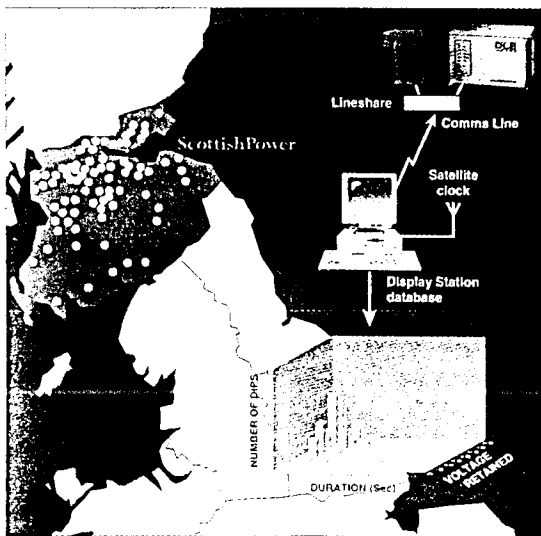 Lineshare
Comms Line
ScottishPower
Satellite
clock
Display Station
database
NUMBER OF DIPS
DURATION (Sec)
VOLTAGE
RETAINED